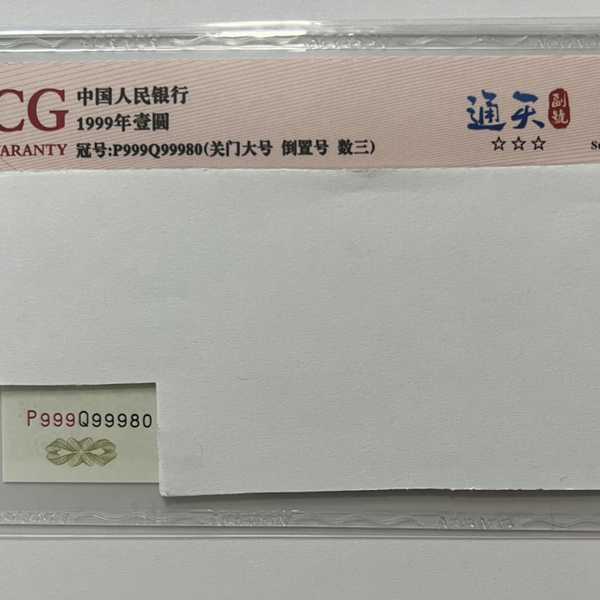 CG
ARANTY
中国人民银行
1999年壹圆
冠号:P999Q99980(关门大号 倒置号 数三)
通天
副號
☆☆☆
P999Q99980